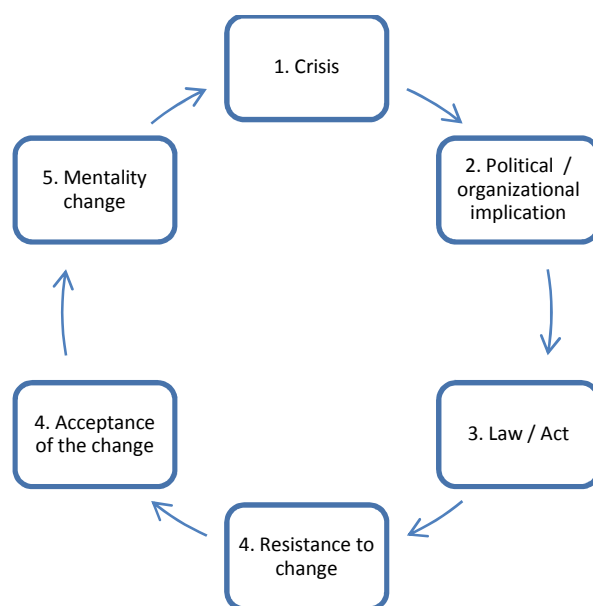 1. Crisis
2. Political / 
organizational
implication
3. Law / Act
4. Resistance to
change
4. Acceptance
of the change
5. Mentality
change